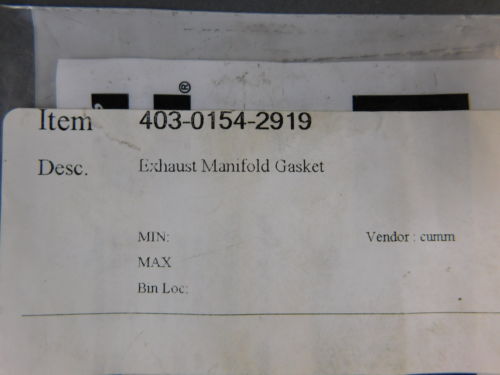 ®
Item 403-0154-2919
Desc. Exhaust Manifold Gasket
MIN: Vendor : cumm
MAX
Bin Loc: